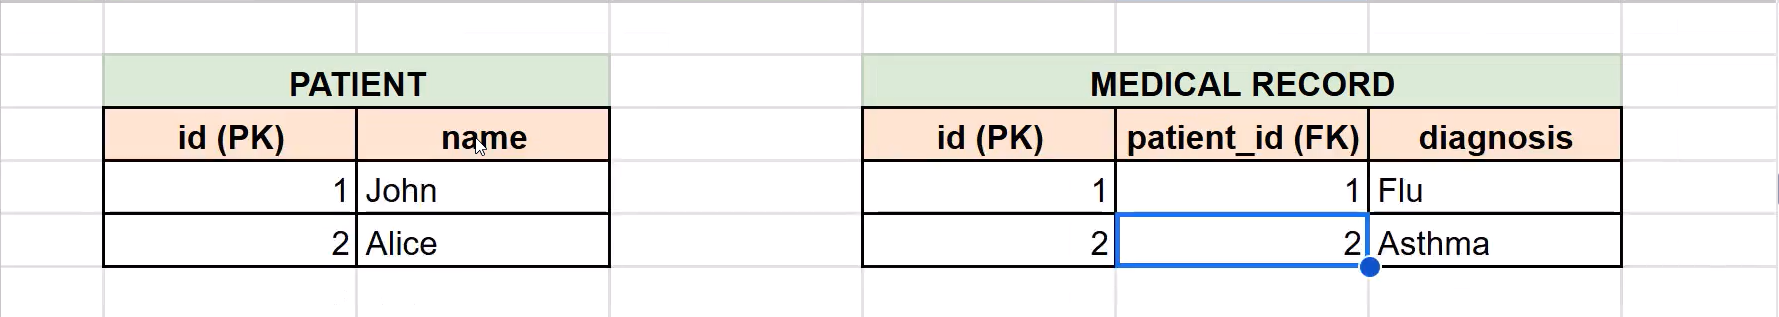 PATIENT
id (PK) name
1 John
2 Alice
MEDICAL RECORD
id (PK) patient_id (FK) diagnosis
1 1 Flu
2 2 Asthma